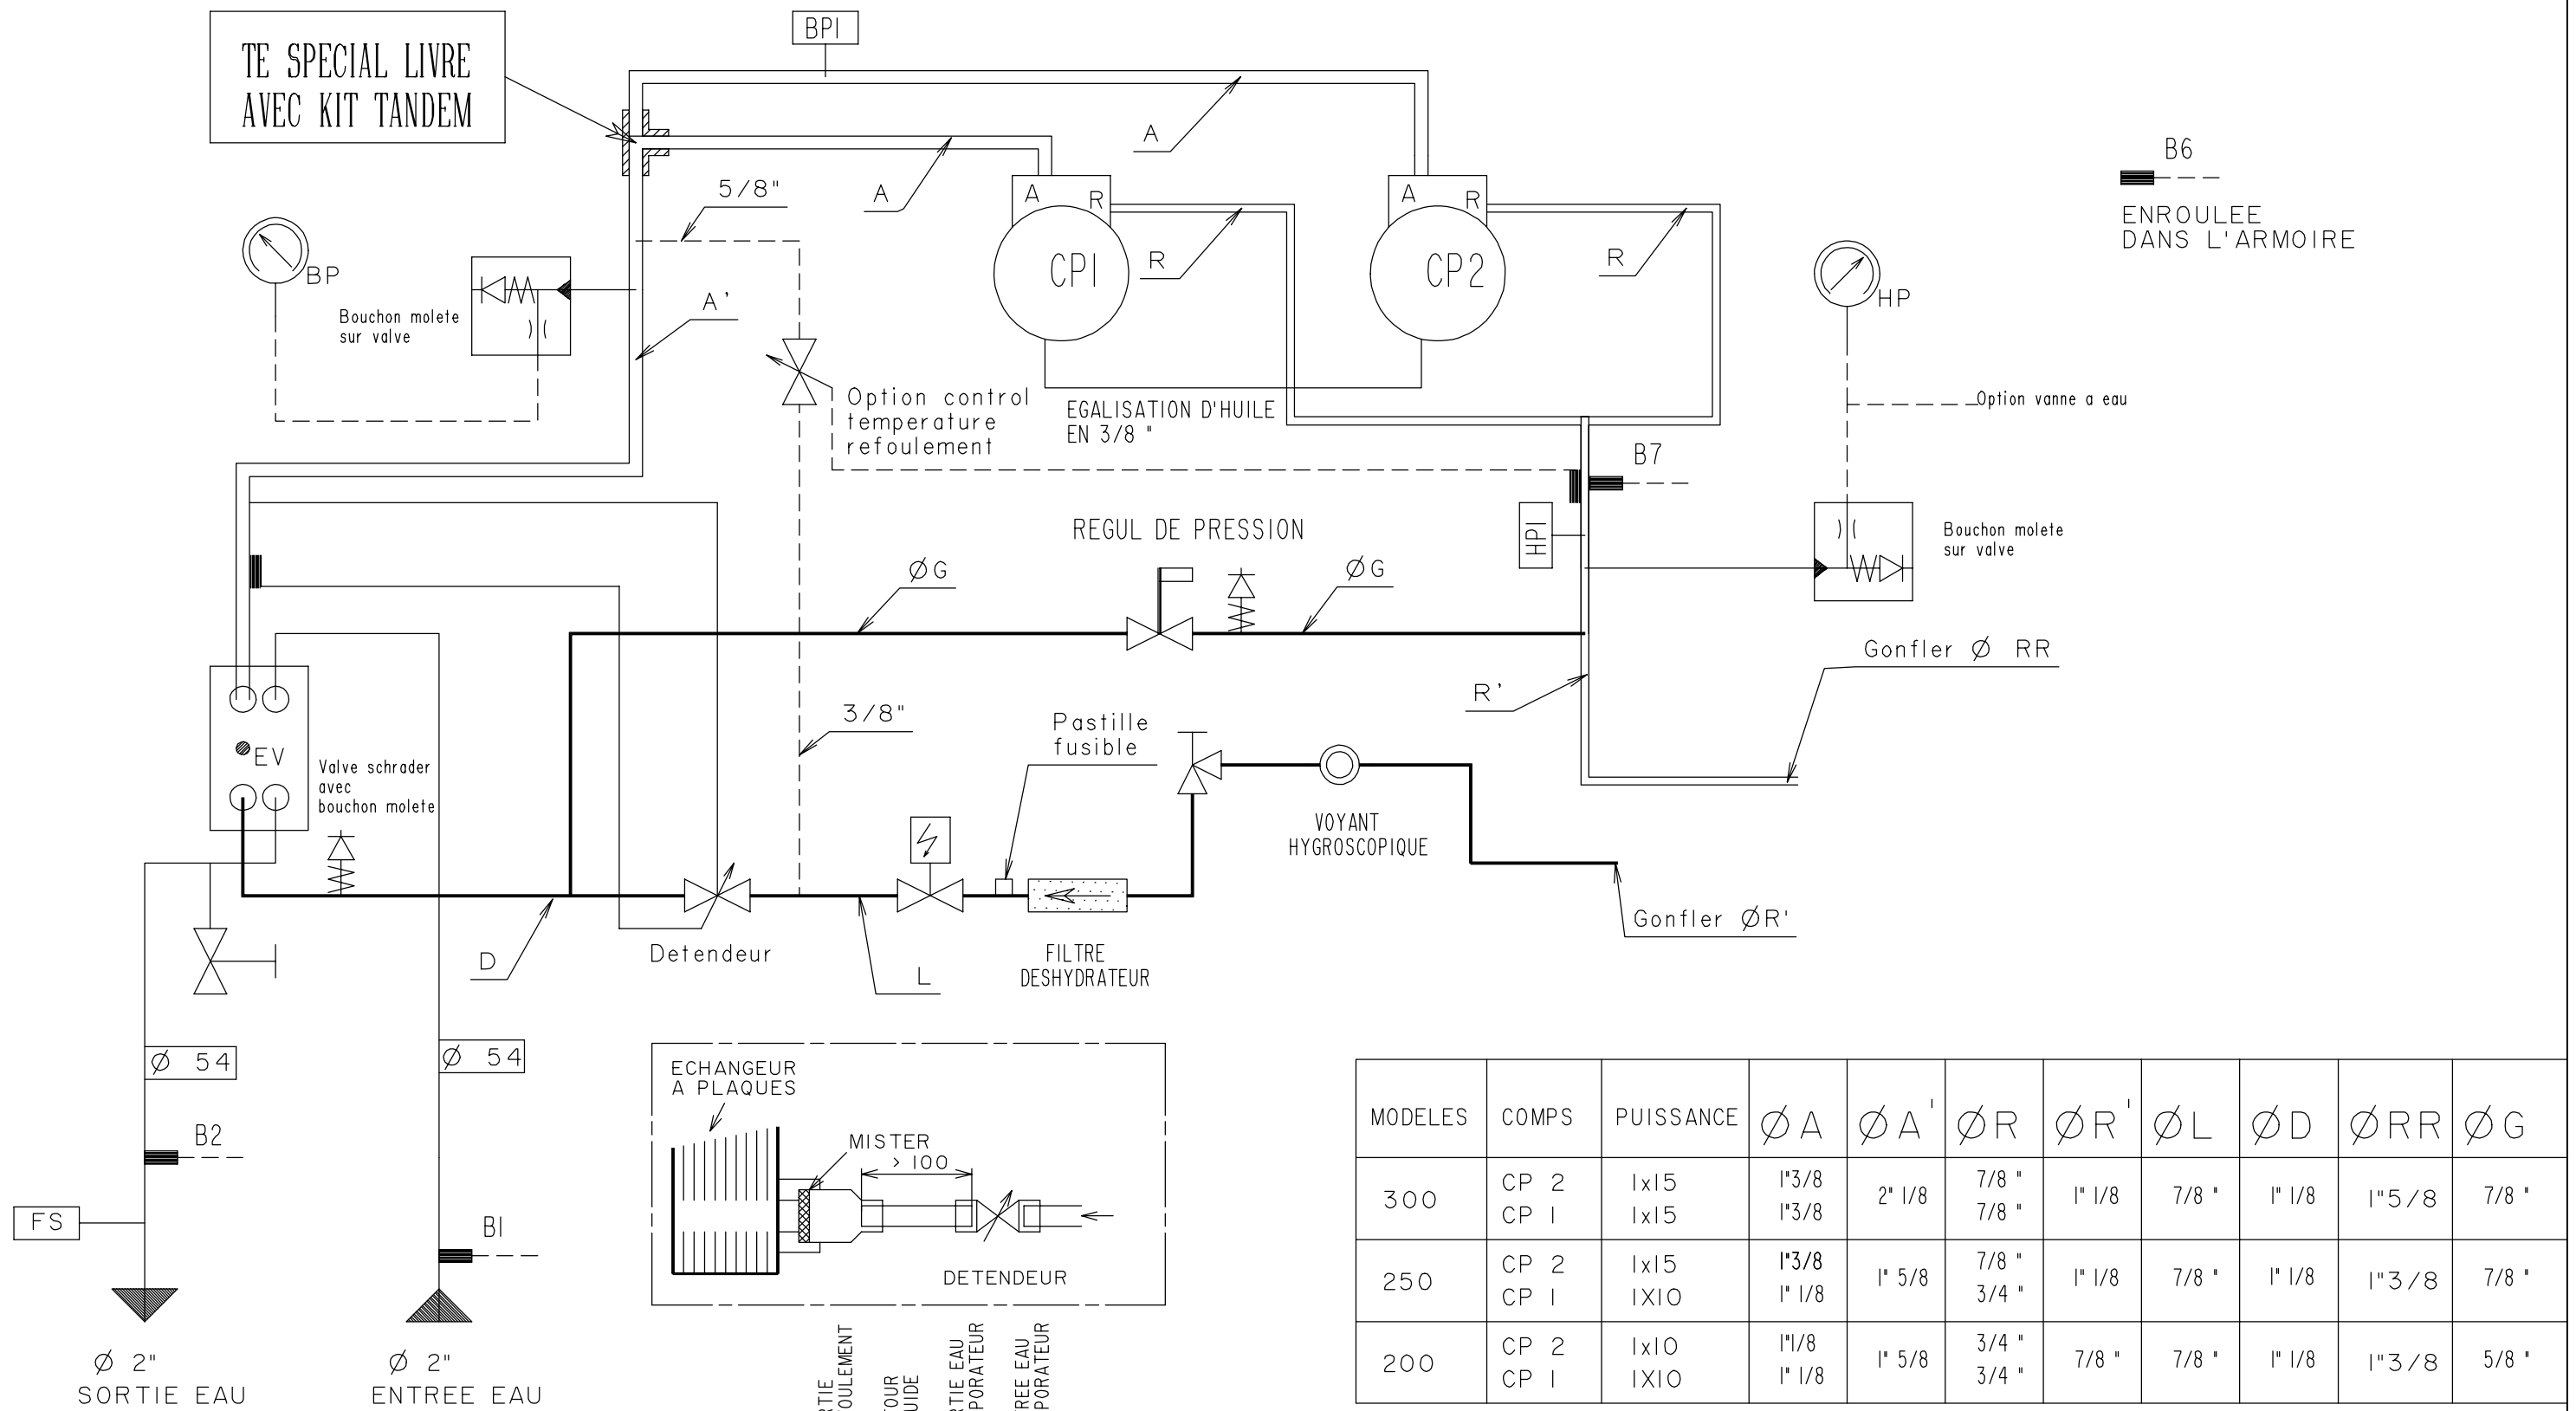 TE SPECIAL LIVRE
AVEC KIT TANDEM
BPI
A
A
5/8"
A R
CP1
A R
CP2
R
R
B6
ENROULEE
DANS L'ARMOIRE
BP
Bouchon molete
sur valve
A'
HP
Option vanne a eau
Option control
temperature
refoulement
EGALISATION D'HUILE
EN 3/8 "
B7
HPI
Bouchon molete
sur valve
REGUL DE PRESSION
ØG
ØG
Gonfler Ø RR
R'
3/8"
Pastille
fusible
EV
Valve schrader
avec
bouchon molete
VOYANT
HYGROSCOPIQUE
Gonfler ØR'
D
Detendeur
L
FILTRE
DESHYDRATEUR
Ø 54
Ø 54
B2
FS
B1
Ø 2"
SORTIE EAU
Ø 2"
ENTREE EAU
ECHANGEUR
A PLAQUES
MISTER
> 100
DETENDEUR
MODELES COMPS PUISSANCE ØA ØA' ØR ØR' ØL ØD ØRR ØG
300 CP 2 1x15 1"3/8 2" 1/8 7/8 " 1" 1/8 7/8 " 1" 1/8 1"5/8 7/8 "
CP 1 1x15 1"3/8 7/8 "
250 CP 2 1x15 1"3/8 1" 5/8 7/8 " 1" 1/8 7/8 " 1" 1/8 1"3/8 7/8 "
CP 1 1X10 1" 1/8 3/4 "
200 CP 2 1x10 1"1/8 1" 5/8 3/4 " 7/8 " 7/8 " 1" 1/8 1"3/8 5/8 "
CP 1 1X10 1" 1/8 3/4 "